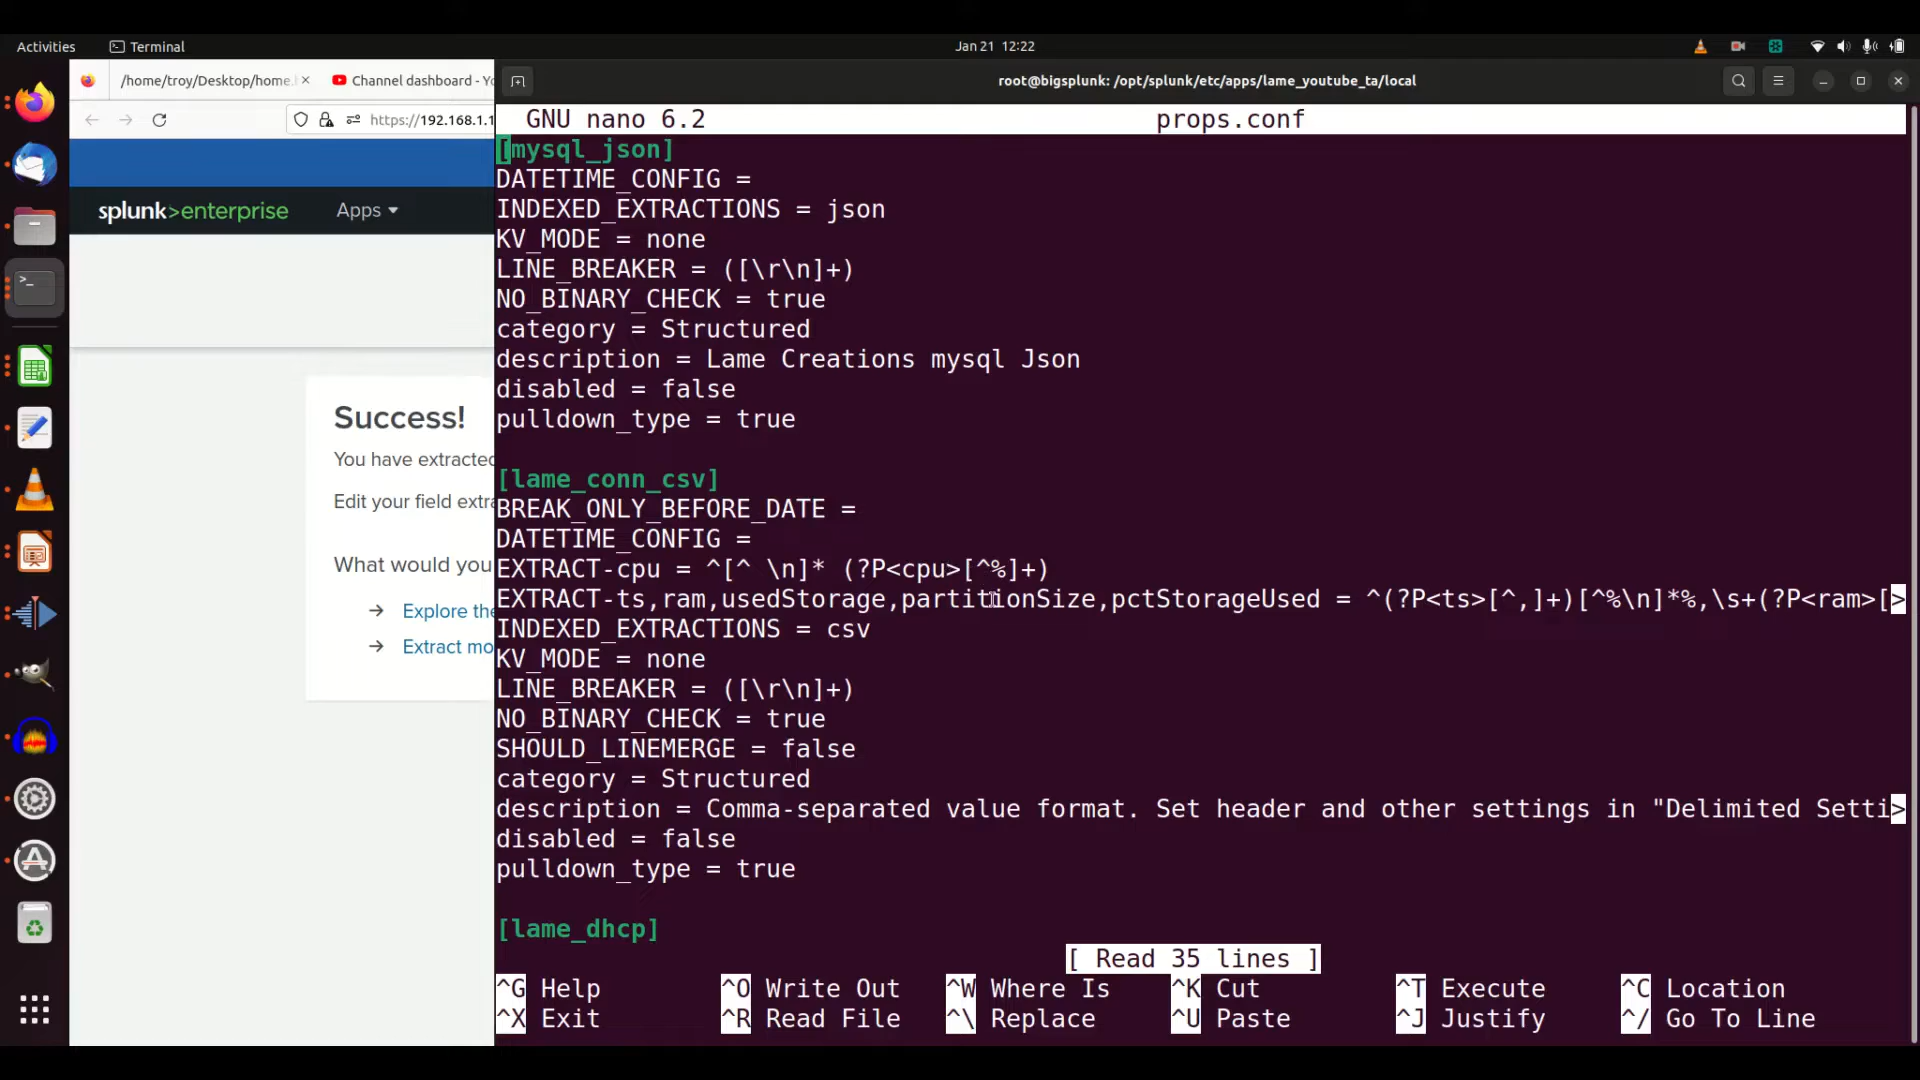 Activities
Terminal
Jan 21 12:22
/home/troy/Desktop/home.
Channel dashboard - Yo
root@bigsplunk: /opt/splunk/etc/apps/lame_youtube_ta/local
https://192.168.1.1
splunk>enterprise
Apps
Success!
You have extracted
Edit your field extra
What would you
Explore the
Extract mo
GNU nano 6.2
props.conf
[mysql_json]
DATETIME_CONFIG =
INDEXED_EXTRACTIONS = json
KV_MODE = none
LINE_BREAKER = ([\r\n]+)
NO_BINARY_CHECK = true
category = Structured
description = Lame Creations mysql Json
disabled = false
pulldown_type = true
[lame_conn_csv]
BREAK_ONLY_BEFORE_DATE =
DATETIME_CONFIG =
EXTRACT-cpu = ^[^ \n]* (?P<cpu>[^%]+)
EXTRACT-ts,ram,usedStorage,partitionSize,pctStorageUsed = ^(?P<ts>[^,]+)[^%\n]*%,\s+(?P<ram>[>
INDEXED_EXTRACTIONS = csv
KV_MODE = none
LINE_BREAKER = ([\r\n]+)
NO_BINARY_CHECK = true
SHOULD_LINEMERGE = false
category = Structured
description = Comma-separated value format. Set header and other settings in "Delimited Setti>
disabled = false
pulldown_type = true
[lame_dhcp]
[ Read 35 lines ]
^G Help ^O Write Out ^W Where Is ^K Cut ^T Execute ^C Location
^X Exit ^R Read File ^\ Replace ^U Paste ^J Justify ^/ Go To Line